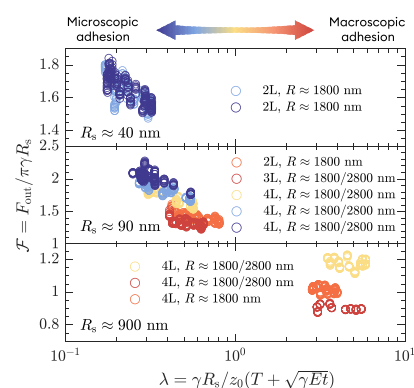 Microscopic adhesion
Macroscopic adhesion
1.8
1.6
1.4
2L, R ≈ 1800 nm
2L, R ≈ 1800 nm
R_s ≈ 40 nm
2.5
2
1.5
1
2L, R ≈ 1800 nm
3L, R ≈ 1800/2800 nm
4L, R ≈ 1800/2800 nm
4L, R ≈ 1800/2800 nm
4L, R ≈ 1800/2800 nm
R_s ≈ 90 nm
1.2
1
0.8
4L, R ≈ 1800/2800 nm
4L, R ≈ 1800/2800 nm
4L, R ≈ 1800 nm
R_s ≈ 900 nm
ℱ = F_out/πγR_s
10^-1
10^0
10^1
λ = γR_s/z_0(T + √γEt)